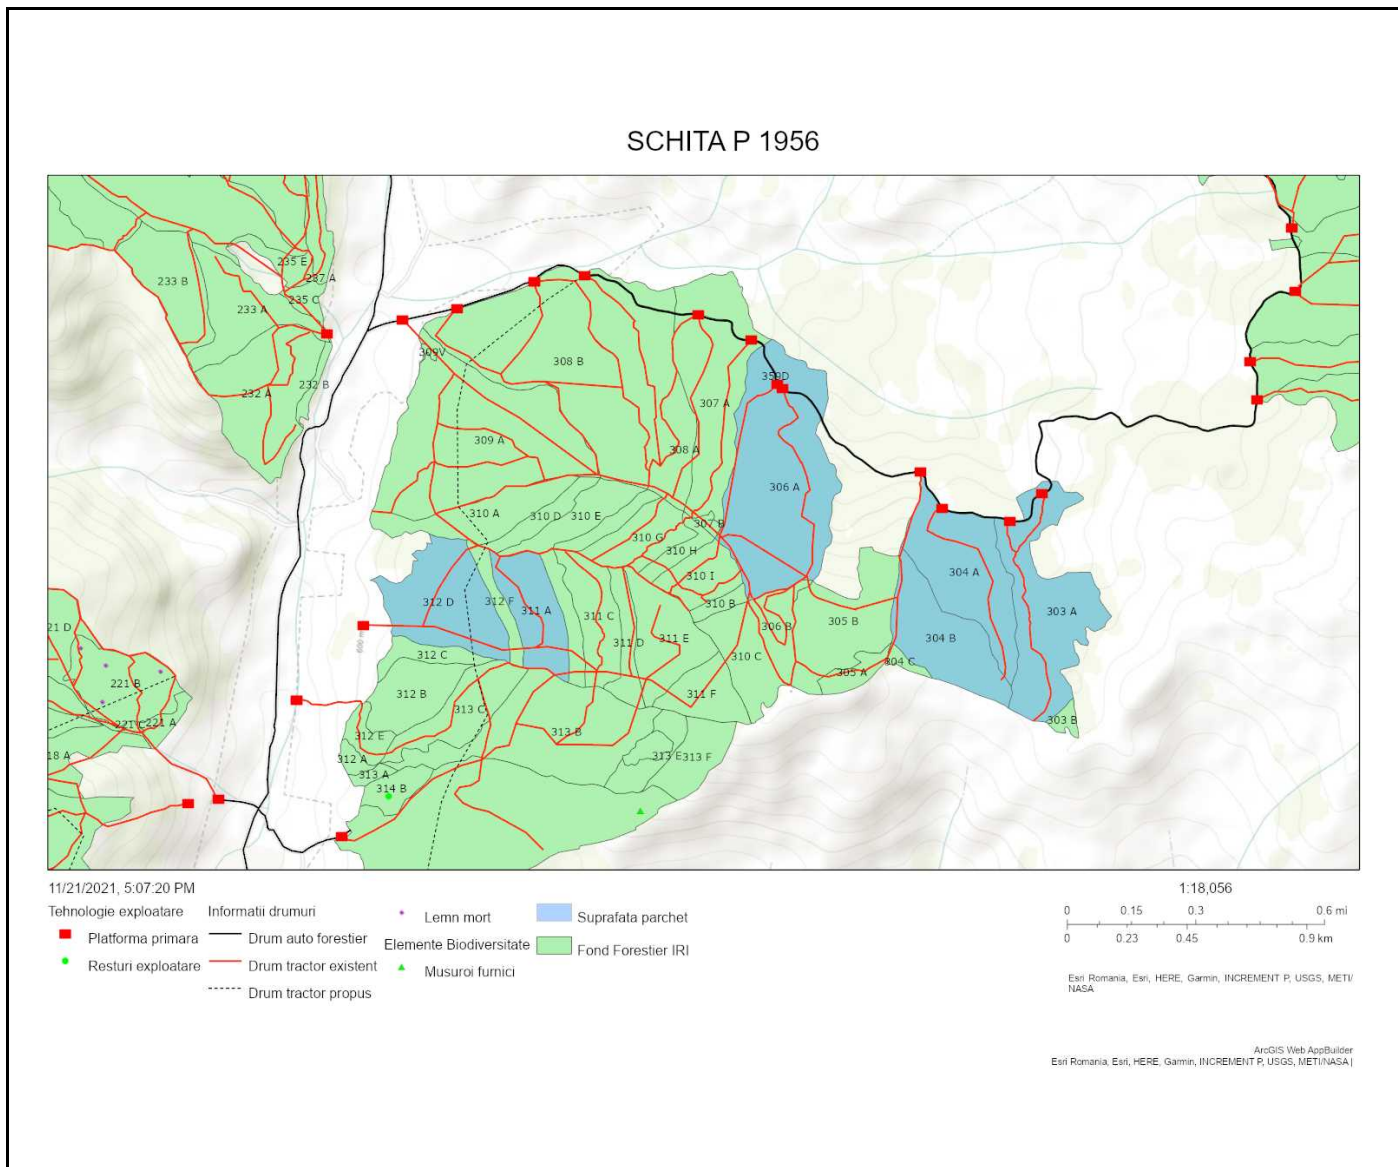 SCHITA P 1956
235 E
233 B
237 A
235 C
233 A
309V
308 B
232 B
232 A
359D
307 A
309 A
308 A
306 A
310 A
310 D
310 E
307 B
310 G
310 H
304 A
310 I
312 D
312 F
311 A
310 B
303 A
600 m
311 C
305 B
21 D
306 B
304 B
311 D
311 E
312 C
310 C
304 C
305 A
221 B
312 B
311 F
313 C
303 B
221 C
221 A
313 B
312 E
18 A
312 A
313 E
313 F
313 A
314 B
11/21/2021, 5:07:20 PM
1:18,056
Tehnologie exploatare
Platforma primara
Resturi exploatare
Informatii drumuri
Drum auto forestier
Drum tractor existent
Drum tractor propus
Lemn mort
Elemente Biodiversitate
Musuroi furnici
Suprafata parchet
Fond Forestier IRI
0 0.15 0.3 0.6 mi
0 0.23 0.45 0.9 km
Esri Romania, Esri, HERE, Garmin, INCREMENT P, USGS, METI/
NASA
ArcGIS Web AppBuilder
Esri Romania, Esri, HERE, Garmin, INCREMENT P, USGS, METI/NASA |